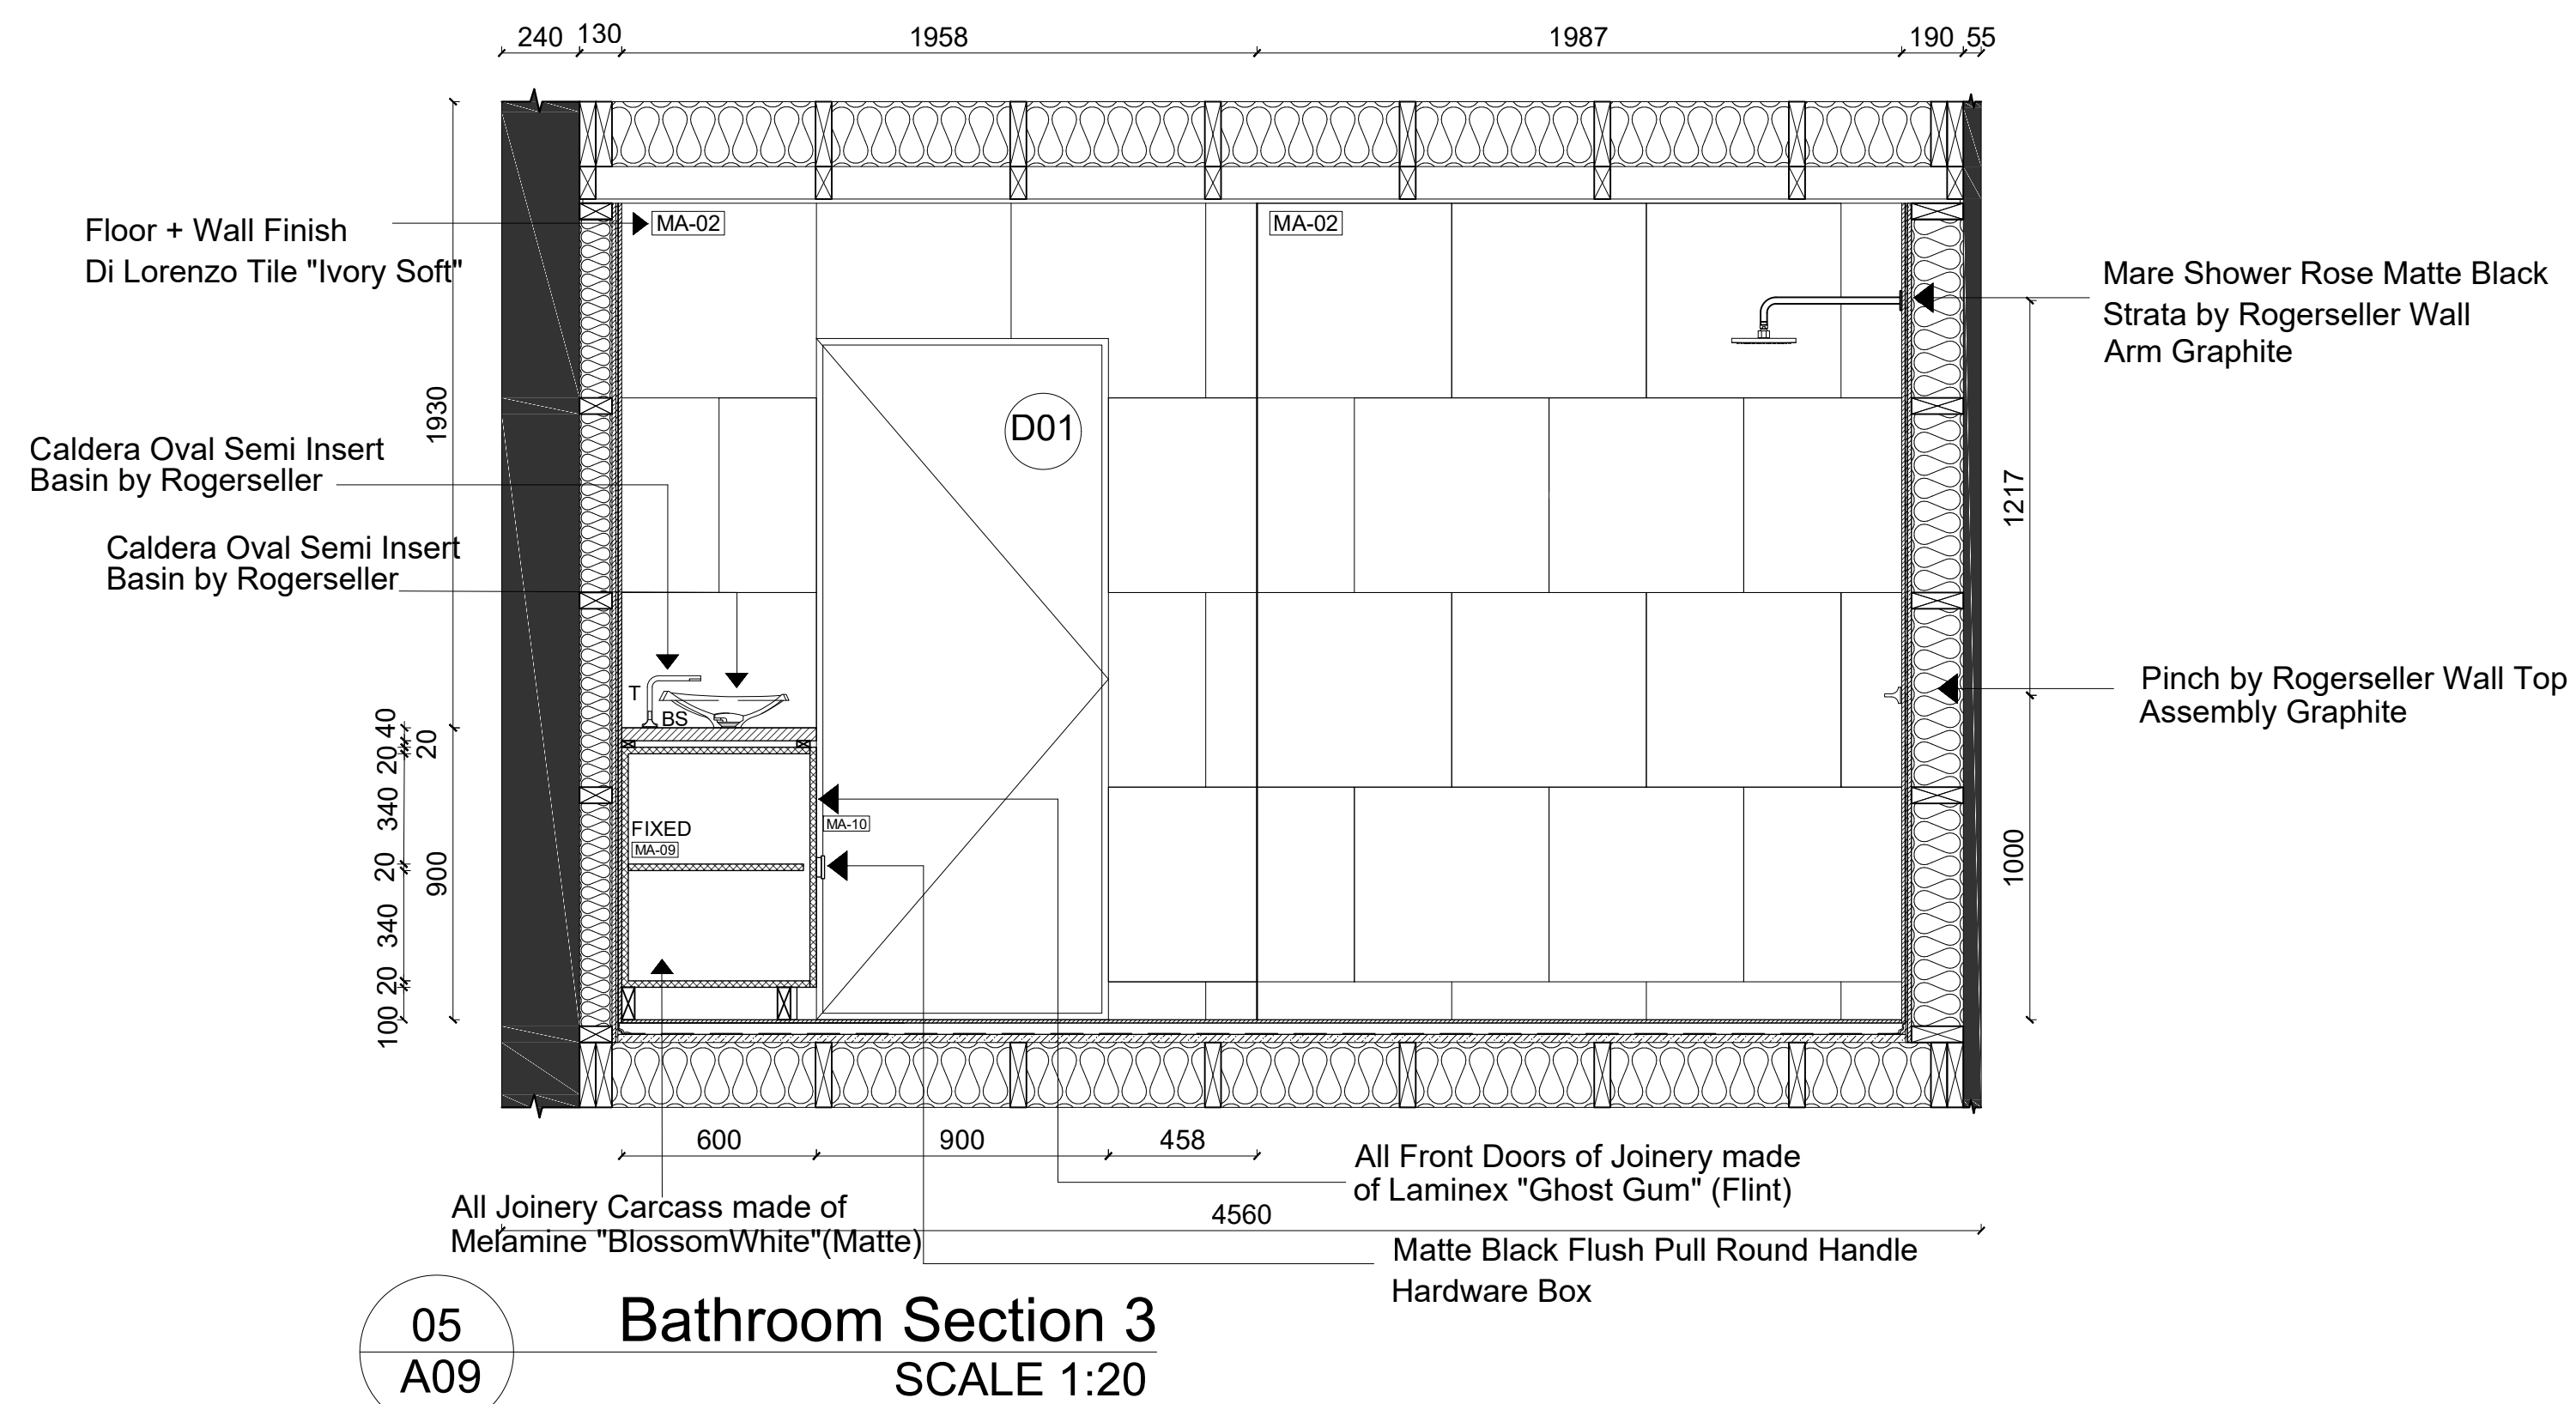 240
130
1958
1987
190
55
Floor + Wall Finish
Di Lorenzo Tile "Ivory Soft"
MA-02
MA-02
Mare Shower Rose Matte Black
Strata by Rogerseller Wall
Arm Graphite
D01
1930
Caldera Oval Semi Insert
Basin by Rogerseller
1217
Caldera Oval Semi Insert
Basin by Rogerseller
Pinch by Rogerseller Wall Top
Assembly Graphite
T
BS
40
20
20
340
20
340
20
100
900
MA-10
FIXED
MA-09
1000
600
900
458
All Front Doors of Joinery made
of Laminex "Ghost Gum" (Flint)
All Joinery Carcass made of
Melamine "BlossomWhite"(Matte)
4560
Matte Black Flush Pull Round Handle
Hardware Box
05
A09
Bathroom Section 3
SCALE 1:20